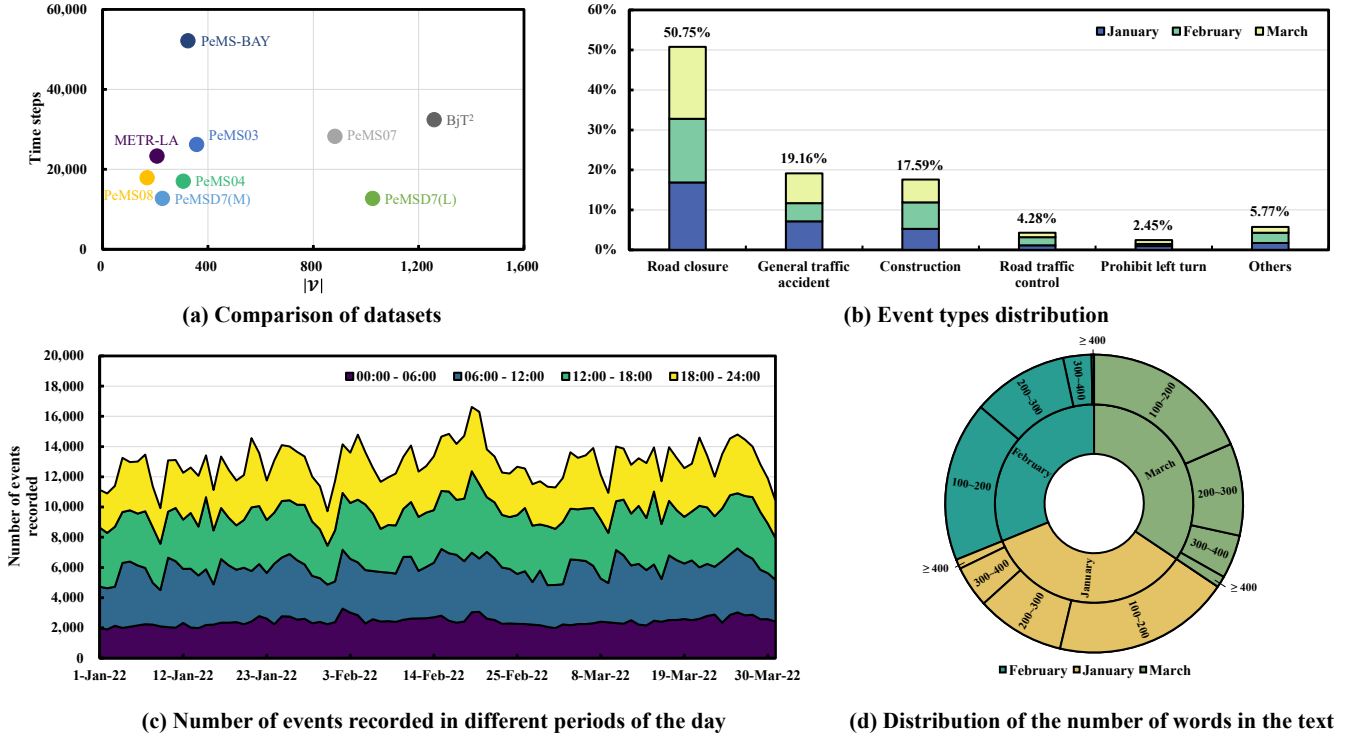 60,000
40,000
20,000
0
Time steps
PeMS-BAY
METR-LA
PeMS03
PeMS07
BjT²
PeMS08
PeMS04
PeMSD7(M)
PeMSD7(L)
0
400
800
1,200
1,600
|𝒱|
(a) Comparison of datasets
60%
50%
40%
30%
20%
10%
0%
January
February
March
50.75%
19.16%
17.59%
4.28%
2.45%
5.77%
Road closure
General traffic
accident
Construction
Road traffic
control
Prohibit left turn
Others
(b) Event types distribution
20,000
18,000
16,000
14,000
12,000
10,000
8,000
6,000
4,000
2,000
0
Number of events
recorded
00:00 - 06:00
06:00 - 12:00
12:00 - 18:00
18:00 - 24:00
1-Jan-22
12-Jan-22
23-Jan-22
3-Feb-22
14-Feb-22
25-Feb-22
8-Mar-22
19-Mar-22
30-Mar-22
(c) Number of events recorded in different periods of the day
≥ 400
300~400
200~300
100~200
February
100~200
March
200~300
300~400
≥ 400
≥ 400
300~400
200~300
January
100~200
February
January
March
(d) Distribution of the number of words in the text